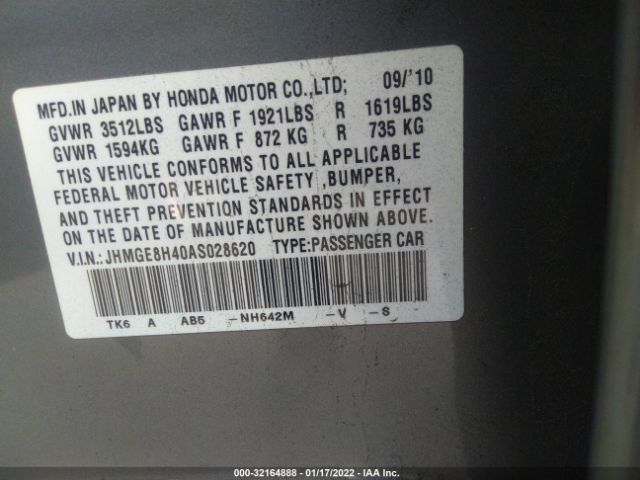 MFD.IN JAPAN BY HONDA MOTOR CO.,LTD; 09/'10
GVWR 3512LBS GAWR F 1921LBS R 1619LBS
GVWR 1594KG GAWR F 872 KG R 735 KG
THIS VEHICLE CONFORMS TO ALL APPLICABLE
FEDERAL MOTOR VEHICLE SAFETY ,BUMPER,
AND THEFT PREVENTION STANDARDS IN EFFECT
ON THE DATE OF MANUFACTURE SHOWN ABOVE.
V.I.N.:JHMGE8H40AS028620 TYPE:PASSENGER CAR
TK6 A AB5 -NH642M -V -S
000-32164888 - 01/17/2022 - IAA Inc.